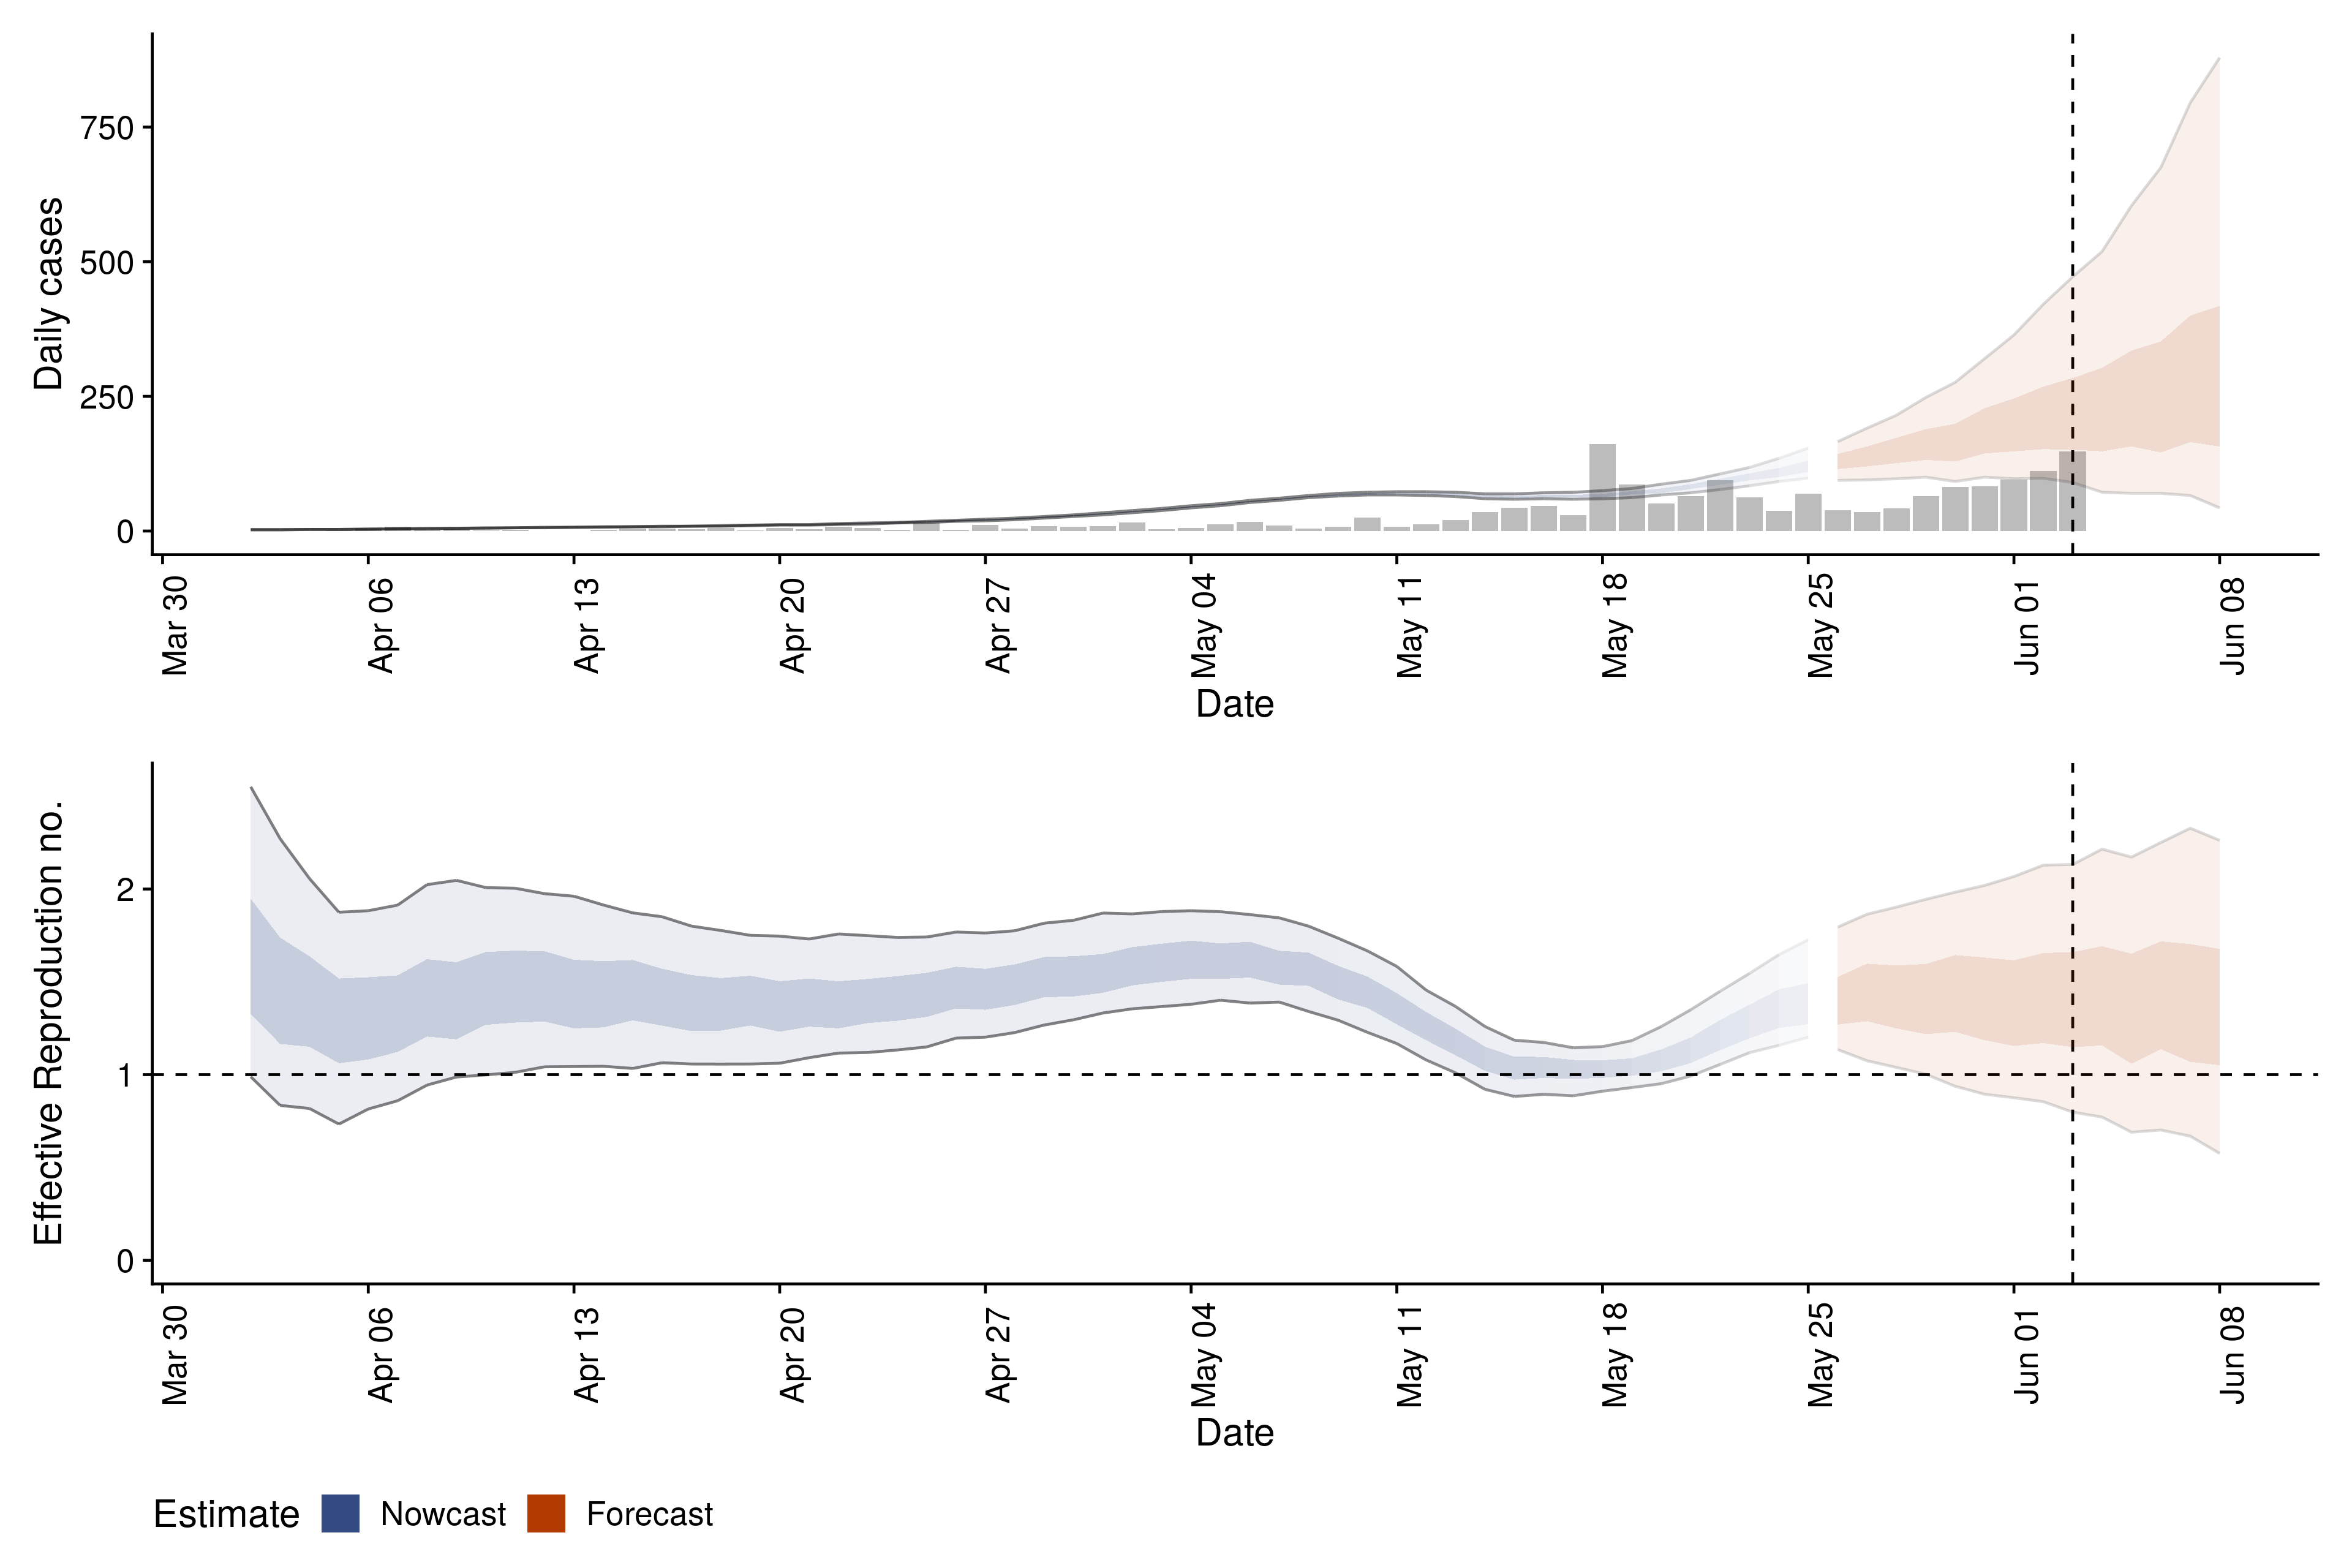 Daily cases
750
500
250
0
Mar 30
Apr 06
Apr 13
Apr 20
Apr 27
May 04
May 11
May 18
May 25
Jun 01
Jun 08
Date
Effective Reproduction no.
2
1
0
Mar 30
Apr 06
Apr 13
Apr 20
Apr 27
May 04
May 11
May 18
May 25
Jun 01
Jun 08
Date
Estimate Nowcast Forecast